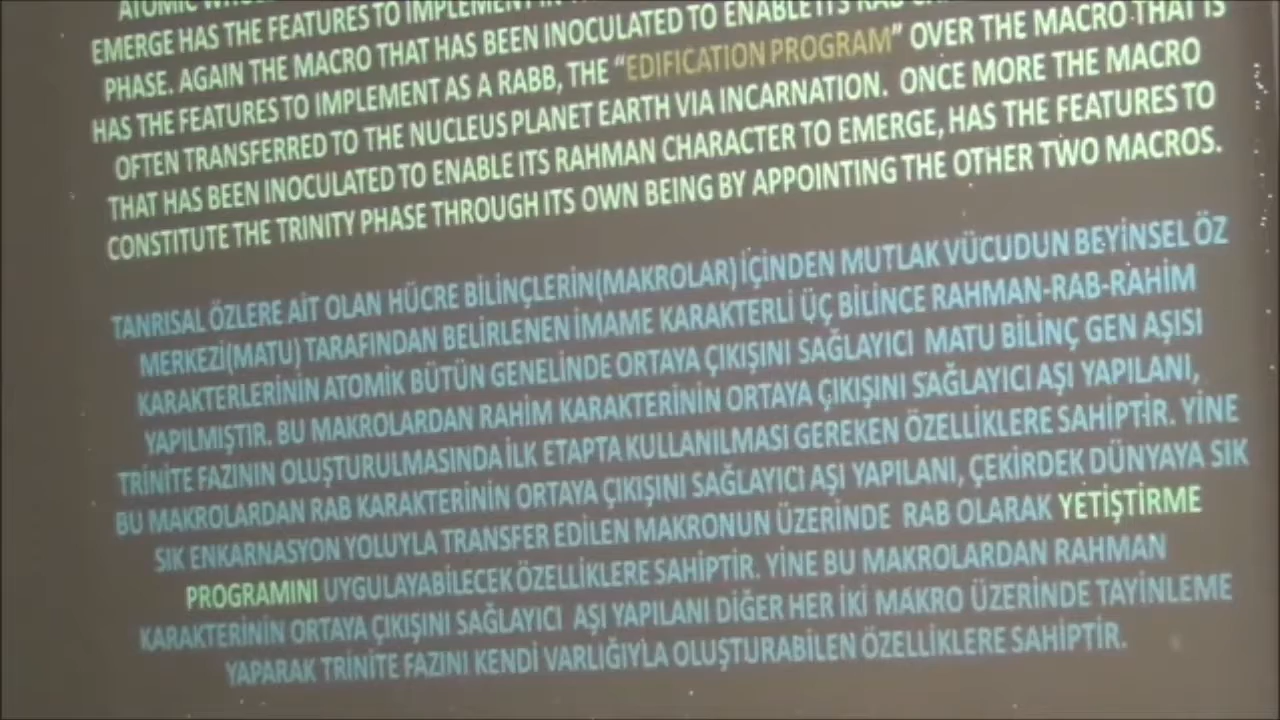 ATOMIC
EMERGE HAS THE FEATURES TO IMPLEMENT IN
PHASE. AGAIN THE MACRO THAT HAS BEEN INOCULATED TO ENABLE ITS RAB
HAS THE FEATURES TO IMPLEMENT AS A RABB, THE “EDIFICATION PROGRAM” OVER THE MACRO THAT IS
OFTEN TRANSFERRED TO THE NUCLEUS PLANET EARTH VIA INCARNATION. ONCE MORE THE MACRO
THAT HAS BEEN INOCULATED TO ENABLE ITS RAHMAN CHARACTER TO EMERGE, HAS THE FEATURES TO
CONSTITUTE THE TRINITY PHASE THROUGH ITS OWN BEING BY APPOINTING THE OTHER TWO MACROS.
TANRISAL ÖZLERE AİT OLAN HÜCRE BİLİNÇLERİN(MAKROLAR) İÇİNDEN MUTLAK VÜCUDUN BEYİNSEL ÖZ
MERKEZİ(MATU) TARAFINDAN BELİRLENEN İMAME KARAKTERLİ ÜÇ BİLİNCE RAHMAN-RAB-RAHİM
KARAKTERLERİNİN ATOMİK BÜTÜN GENELİNDE ORTAYA ÇIKIŞINI SAĞLAYICI MATU BİLİNÇ GEN AŞISI
YAPILMIŞTIR. BU MAKROLARDAN RAHİM KARAKTERİNİN ORTAYA ÇIKIŞINI SAĞLAYICI AŞI YAPILANI,
TRİNİTE FAZININ OLUŞTURULMASINDA İLK ETAPTA KULLANILMASI GEREKEN ÖZELLİKLERE SAHİPTİR. YİNE
BU MAKROLARDAN RAB KARAKTERİNİN ORTAYA ÇIKIŞINI SAĞLAYICI AŞI YAPILANI, ÇEKİRDEK DÜNYAYA SIK
SIK ENKARNASYON YOLUYLA TRANSFER EDİLEN MAKRONUN ÜZERİNDE RAB OLARAK YETİŞTİRME
PROGRAMINI UYGULAYABİLECEK ÖZELLİKLERE SAHİPTİR. YİNE BU MAKROLARDAN RAHMAN
KARAKTERİNİN ORTAYA ÇIKIŞINI SAĞLAYICI AŞI YAPILANI DİĞER HER İKİ MAKRO ÜZERİNDE TAYİNLEME
YAPARAK TRİNİTE FAZINI KENDİ VARLIĞIYLA OLUŞTURABİLEN ÖZELLİKLERE SAHİPTİR.